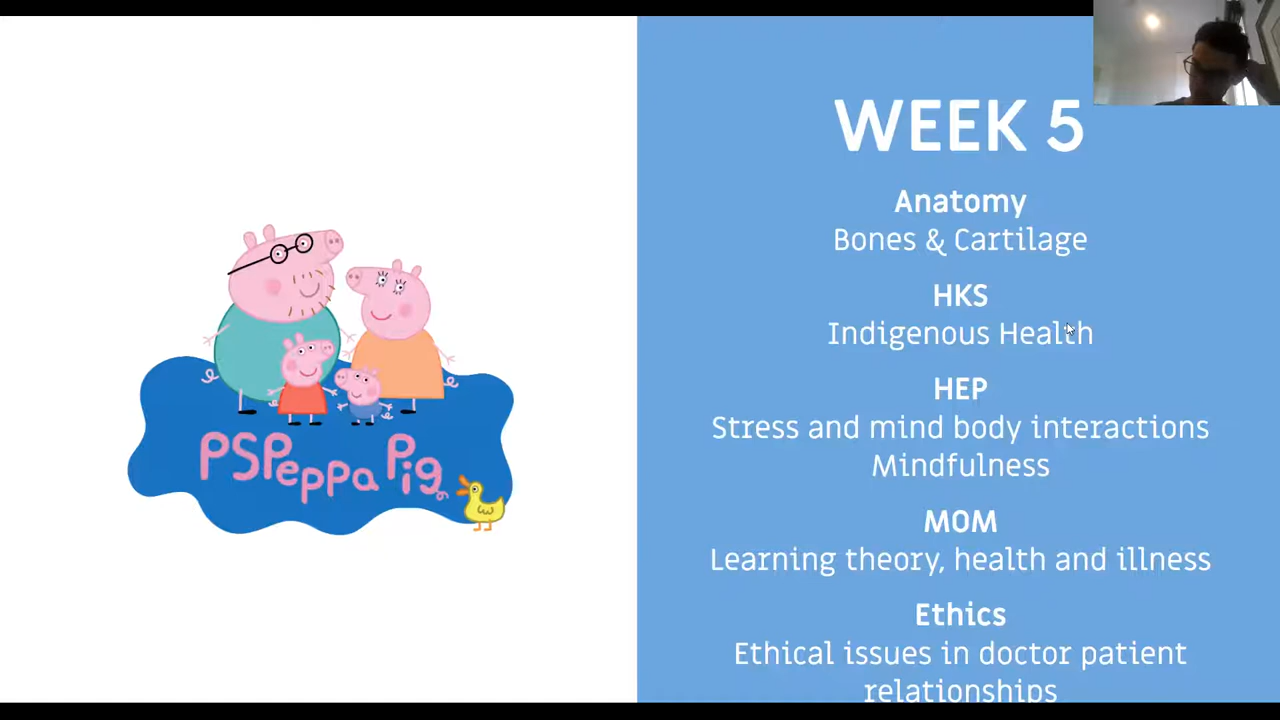 WEEK 5
Anatomy
Bones & Cartilage
HKS
Indigenous Health
HEP
Stress and mind body interactions
Mindfulness
MOM
Learning theory, health and illness
Ethics
Ethical issues in doctor patient
relationships
PSPeppa Pig